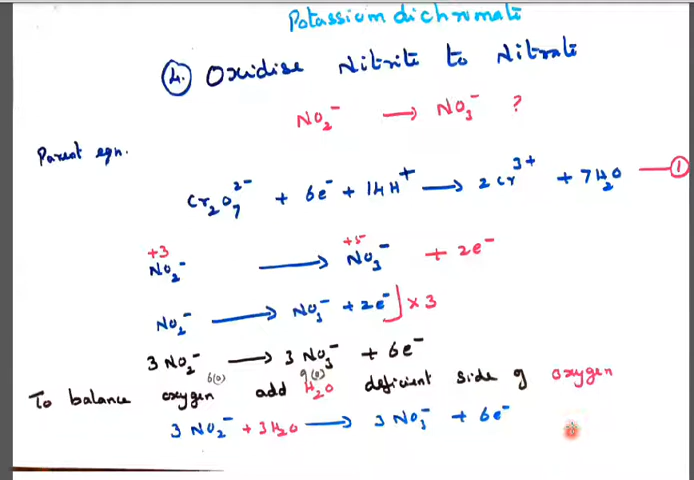 Potassium dichromate
4. Oxidise Nitrite to Nitrate
NO₂⁻ → NO₃⁻ ?
Parent eqn.
Cr₂O₇²⁻ + 6e⁻ + 14H⁺ → 2Cr³⁺ + 7H₂O —①
+3 +5
NO₂⁻ → NO₃⁻ + 2e⁻
NO₂⁻ → NO₃⁻ + 2e⁻] × 3
3NO₂⁻ → 3NO₃⁻ + 6e⁻
6(O) 9(O)
To balance oxygen add H₂O deficient side of oxygen
3NO₂⁻ + 3H₂O → 3NO₃⁻ + 6e⁻